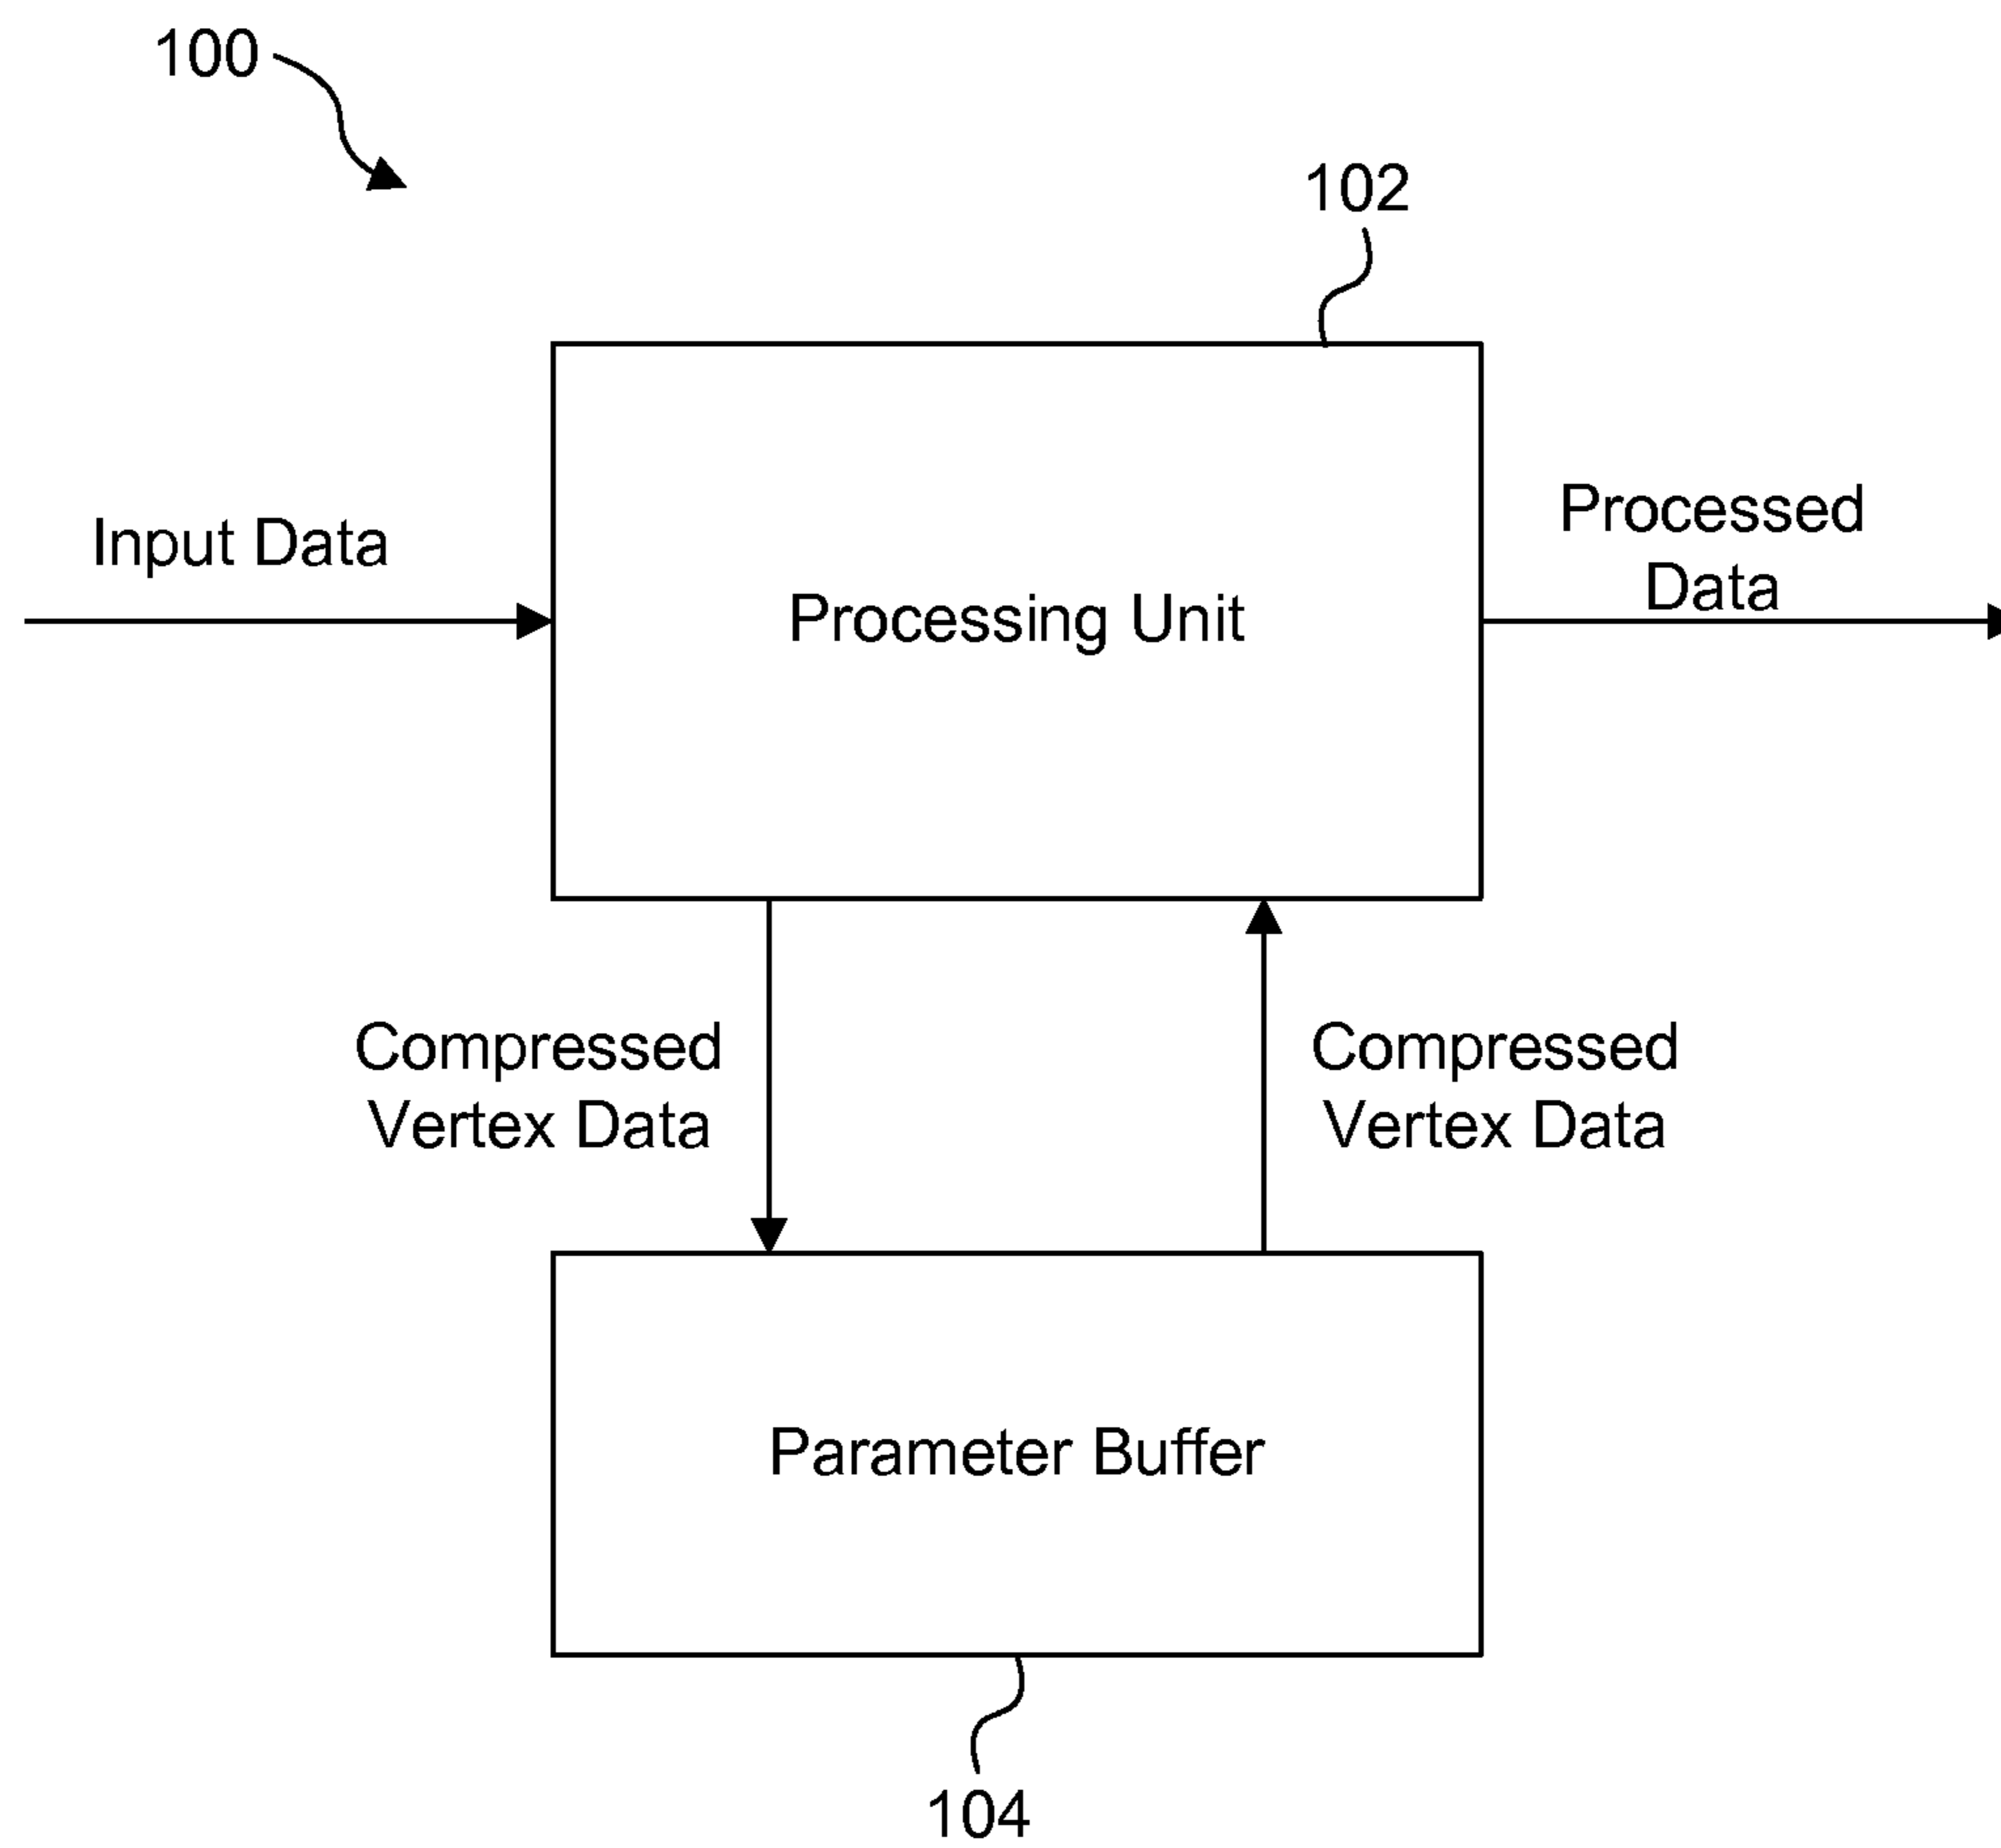 100
102
Input Data
Processed
Data
Processing Unit
Compressed
Vertex Data
Compressed
Vertex Data
Parameter Buffer
104